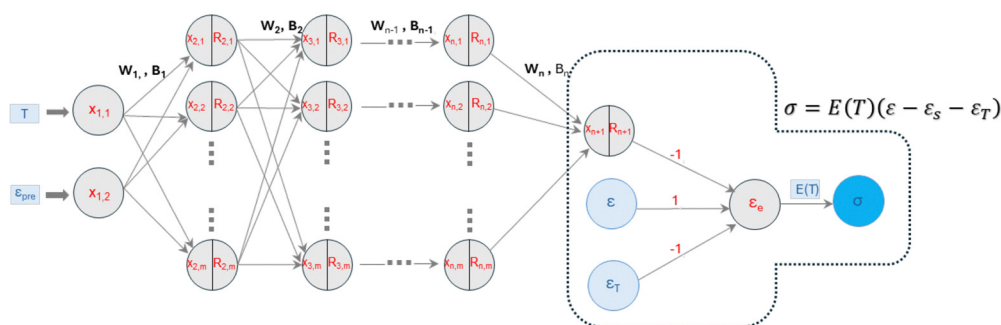 W₁, , B₁
W₂, B₂
Wₙ₋₁, Bₙ₋₁
Wₙ, Bₙ
T
εpre
x₁,₁
x₁,₂
x₂,₁ R₂,₁
x₂,₂ R₂,₂
x₂,m R₂,m
x₃,₁ R₃,₁
x₃,₂ R₃,₂
x₃,m R₃,m
xₙ,₁ Rₙ,₁
xₙ,₂ Rₙ,₂
xₙ,m Rₙ,m
xₙ₊₁ Rₙ₊₁
ε
ε_T
-1
1
-1
εₑ
E(T)
σ
σ = E(T)(ε − εₛ − ε_T)